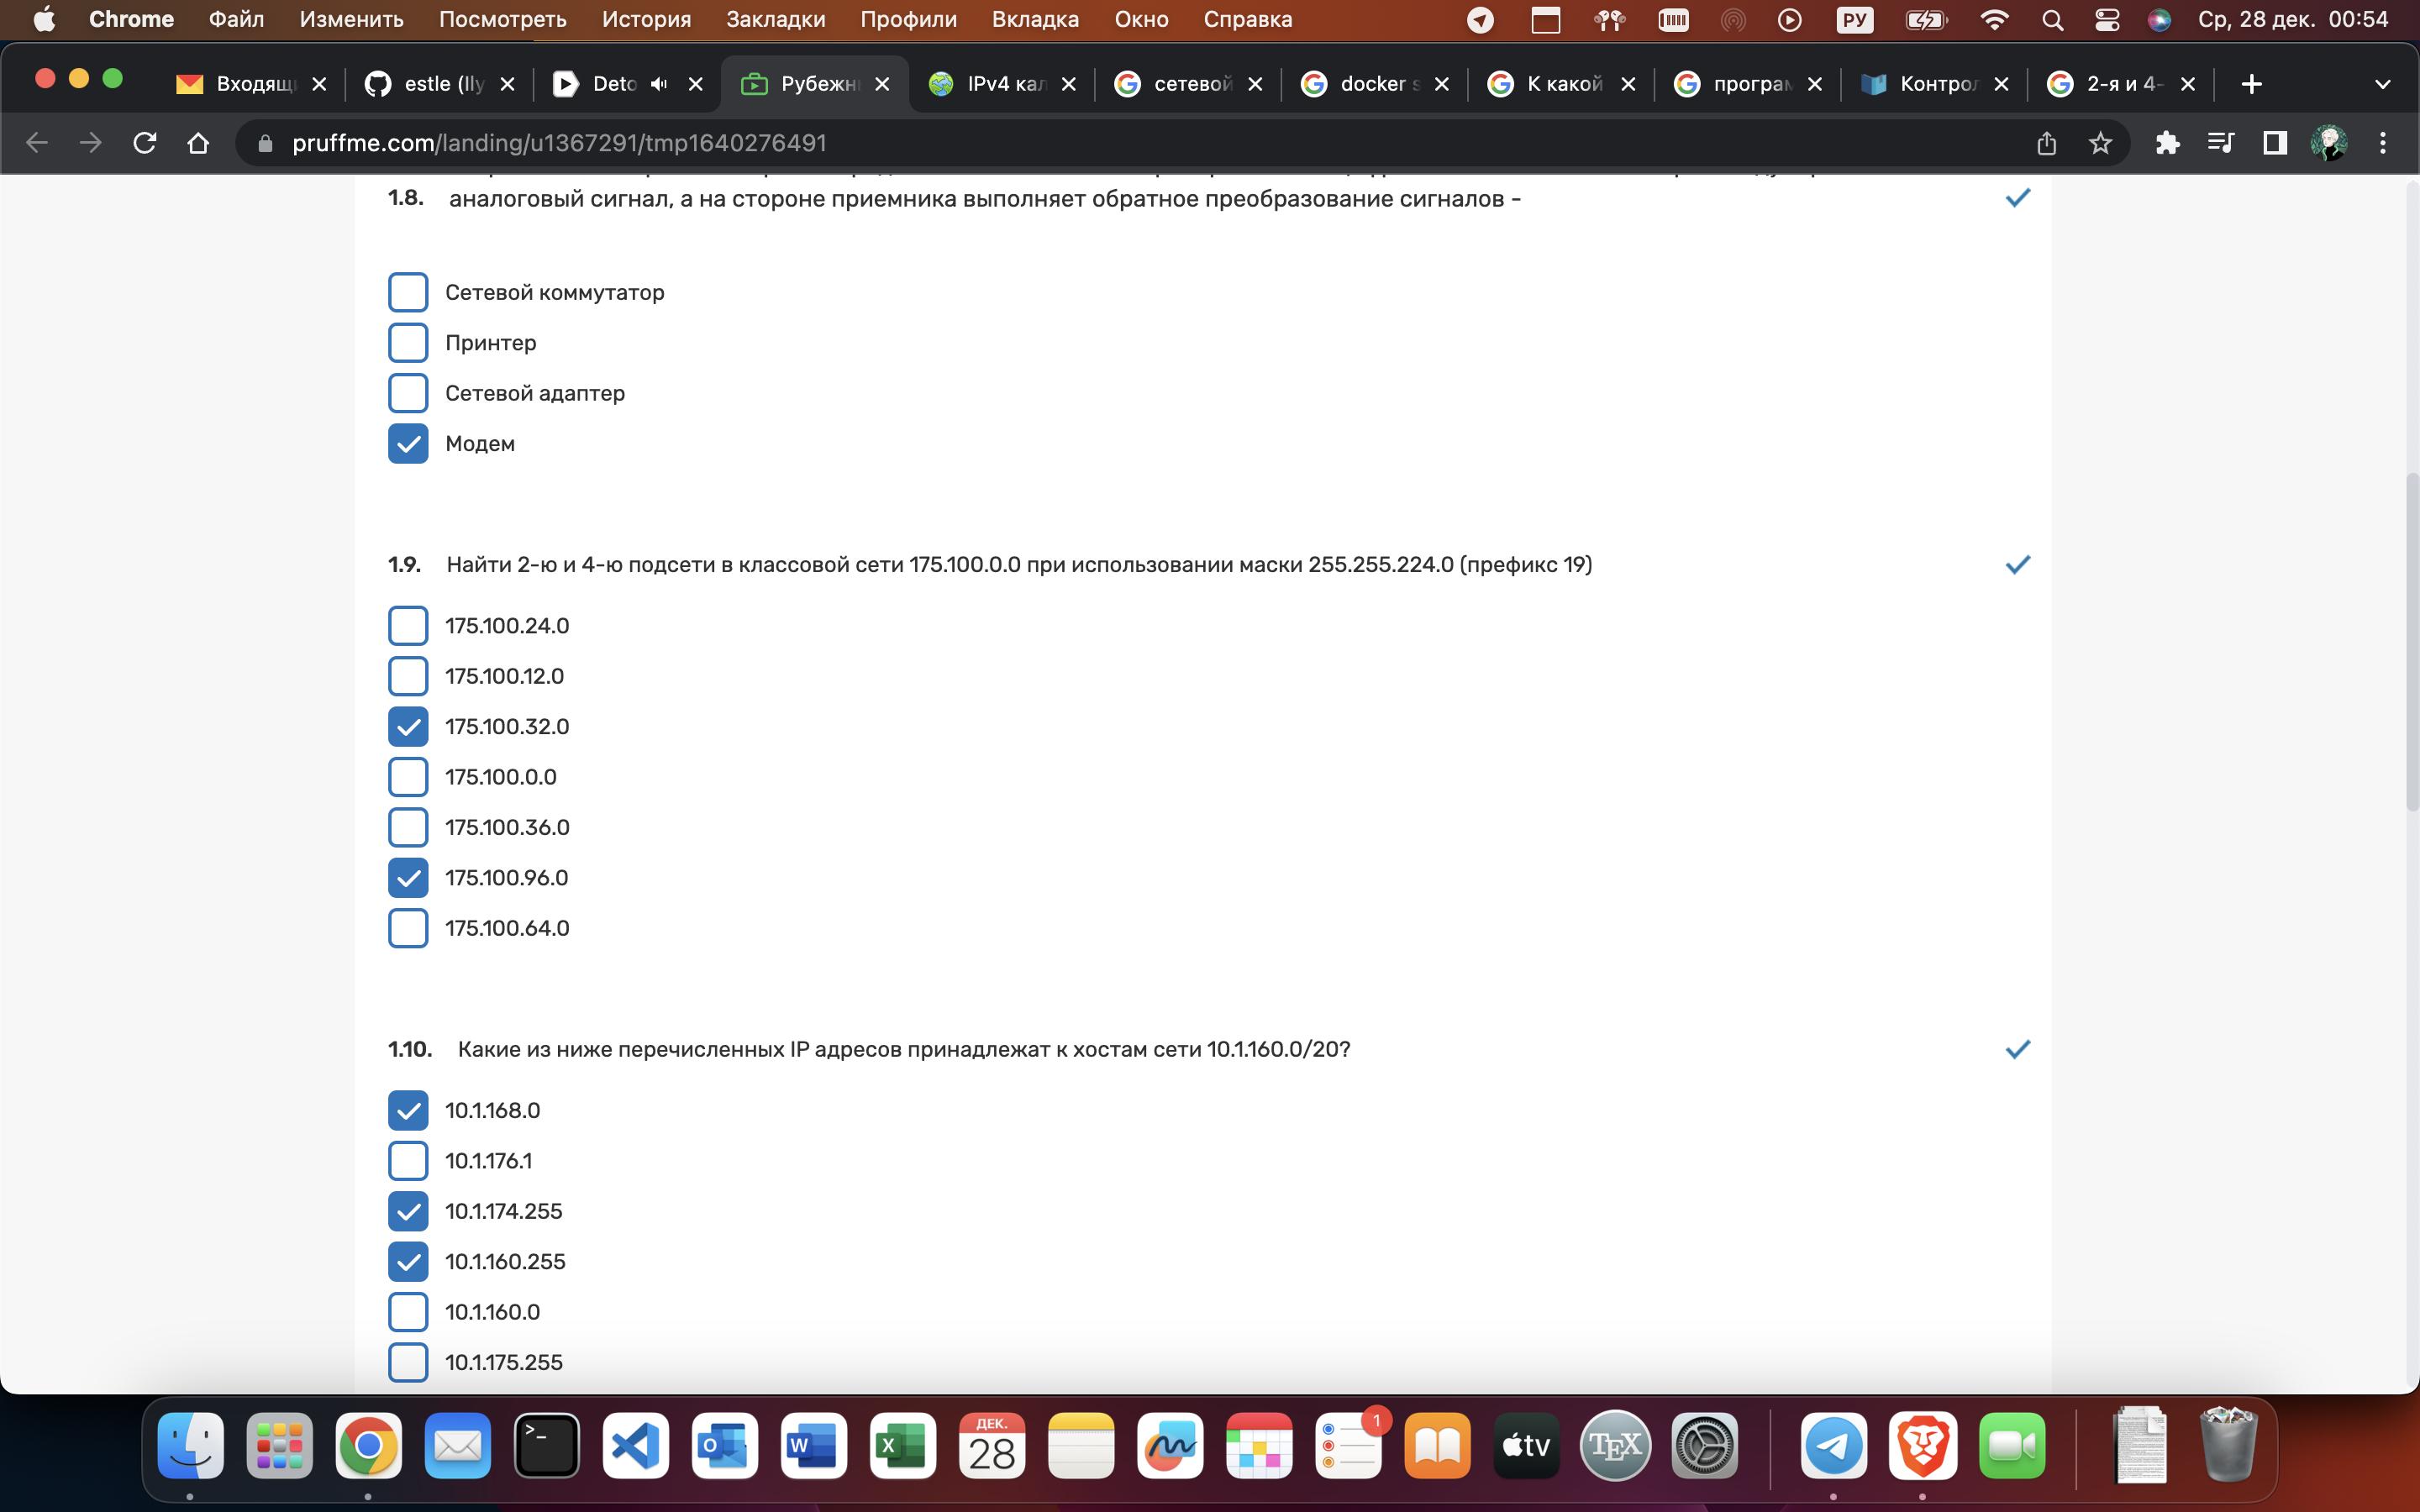 Chrome Файл Изменить Посмотреть История Закладки Профили Вкладка Окно Справка РУ Ср, 28 дек. 00:54
Входящ estle (Ily Deto Рубежн IPv4 кал сетевой docker s К какой програм Контрол 2-я и 4-
pruffme.com/landing/u1367291/tmp1640276491
1.8. аналоговый сигнал, а на стороне приемника выполняет обратное преобразование сигналов -
Сетевой коммутатор
Принтер
Сетевой адаптер
Модем
1.9. Найти 2-ю и 4-ю подсети в классовой сети 175.100.0.0 при использовании маски 255.255.224.0 (префикс 19)
175.100.24.0
175.100.12.0
175.100.32.0
175.100.0.0
175.100.36.0
175.100.96.0
175.100.64.0
1.10. Какие из ниже перечисленных IP адресов принадлежат к хостам сети 10.1.160.0/20?
10.1.168.0
10.1.176.1
10.1.174.255
10.1.160.255
10.1.160.0
10.1.175.255
>_ O W X ДЕК. 28 1 tv TEX